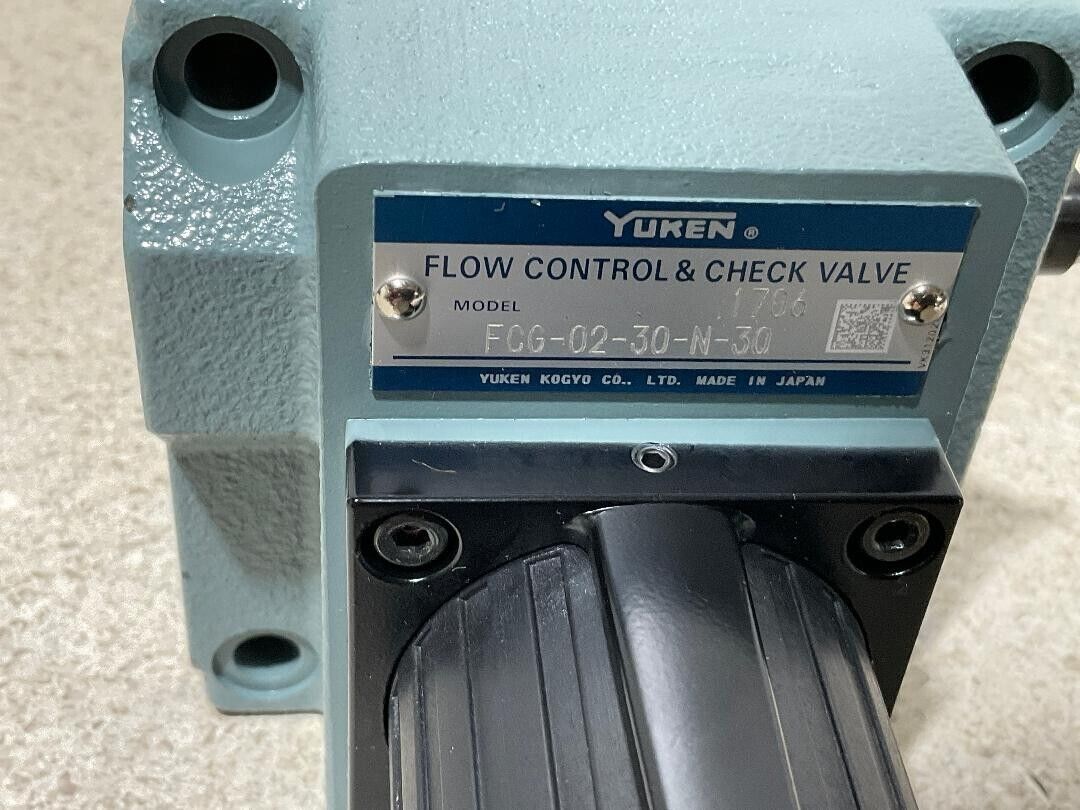 YUKEN ®
FLOW CONTROL & CHECK VALVE
MODEL 1706
FCG-02-30-N-30
YUKEN KOGYO CO., LTD. MADE IN JAPAN